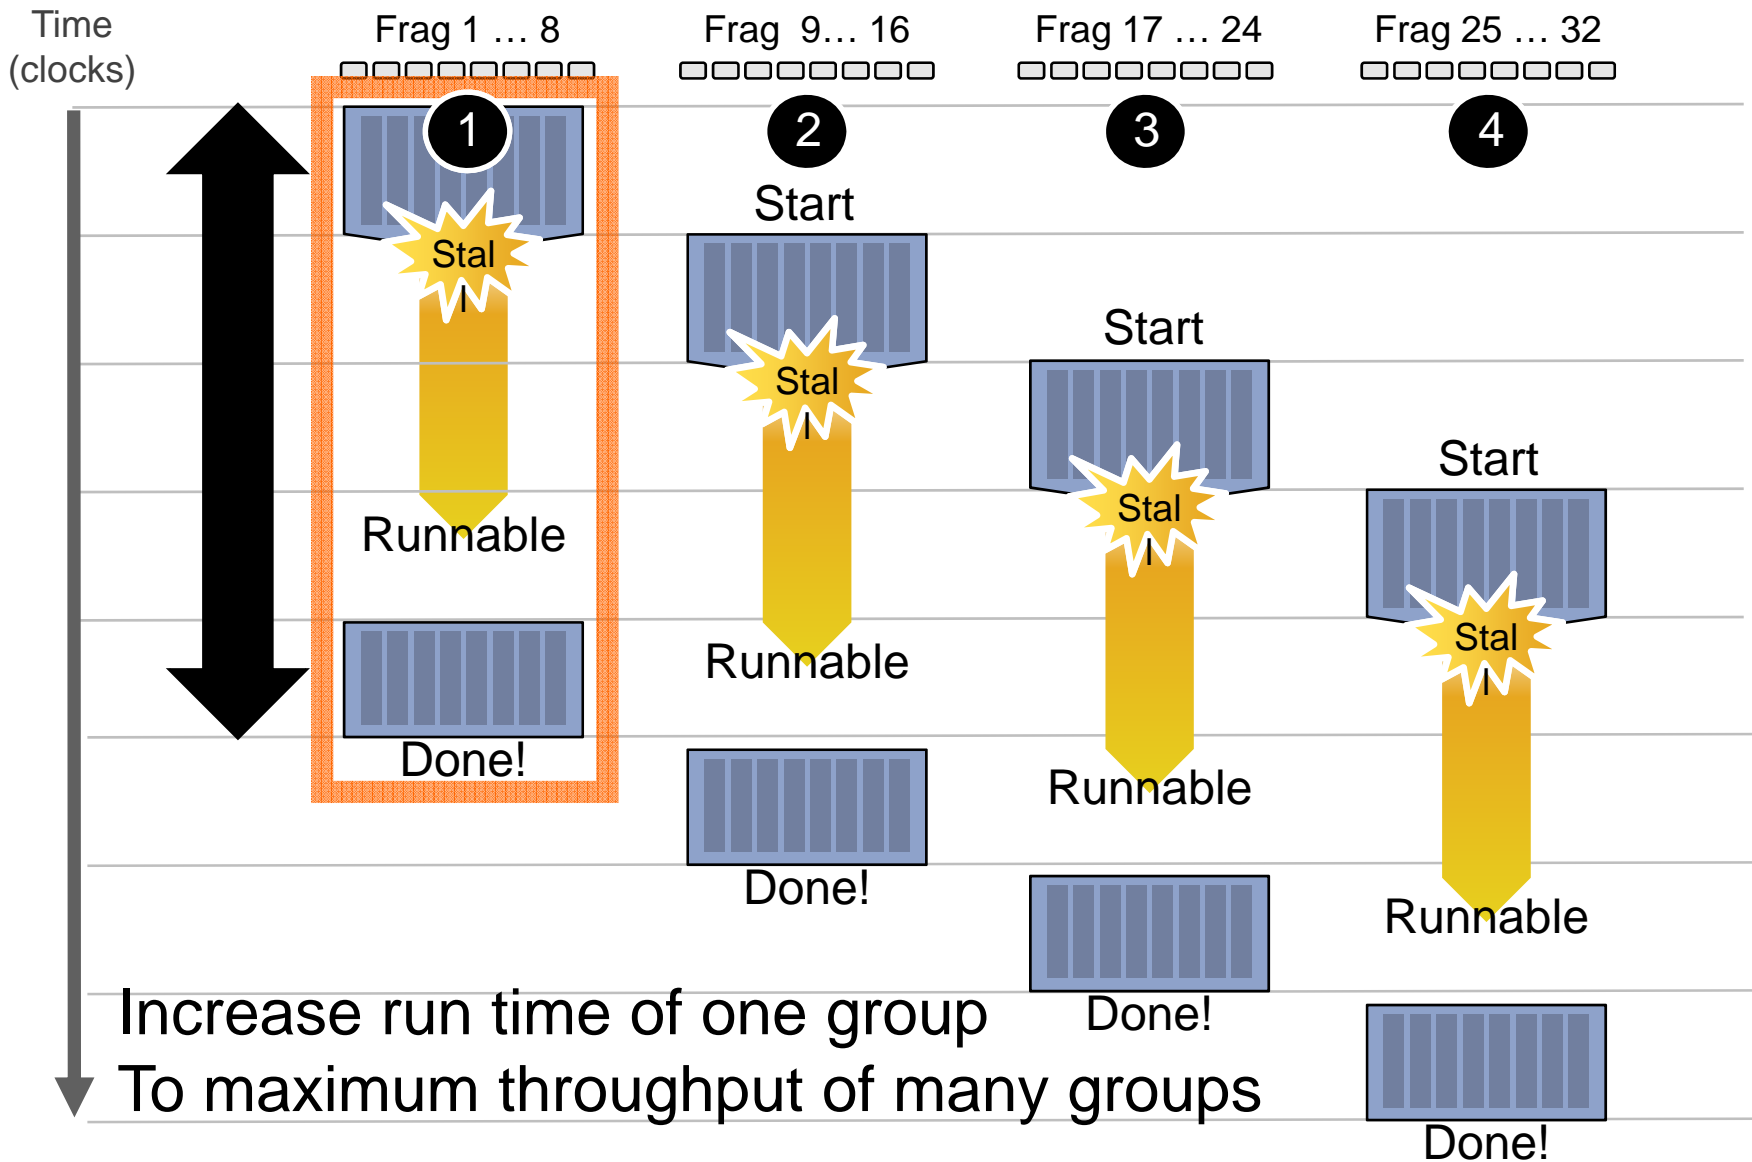 Time
(clocks)
Frag 1 … 8
Frag  9… 16
Frag 17 … 24
Frag 25 … 32
1
2
3
4
Start
Stal
l
Start
Stal
l
Start
Stal
l
Runnable
Stal
l
Runnable
Done!
Runnable
Done!
Runnable
Increase run time of one group
Done!
To maximum throughput of many groups
Done!